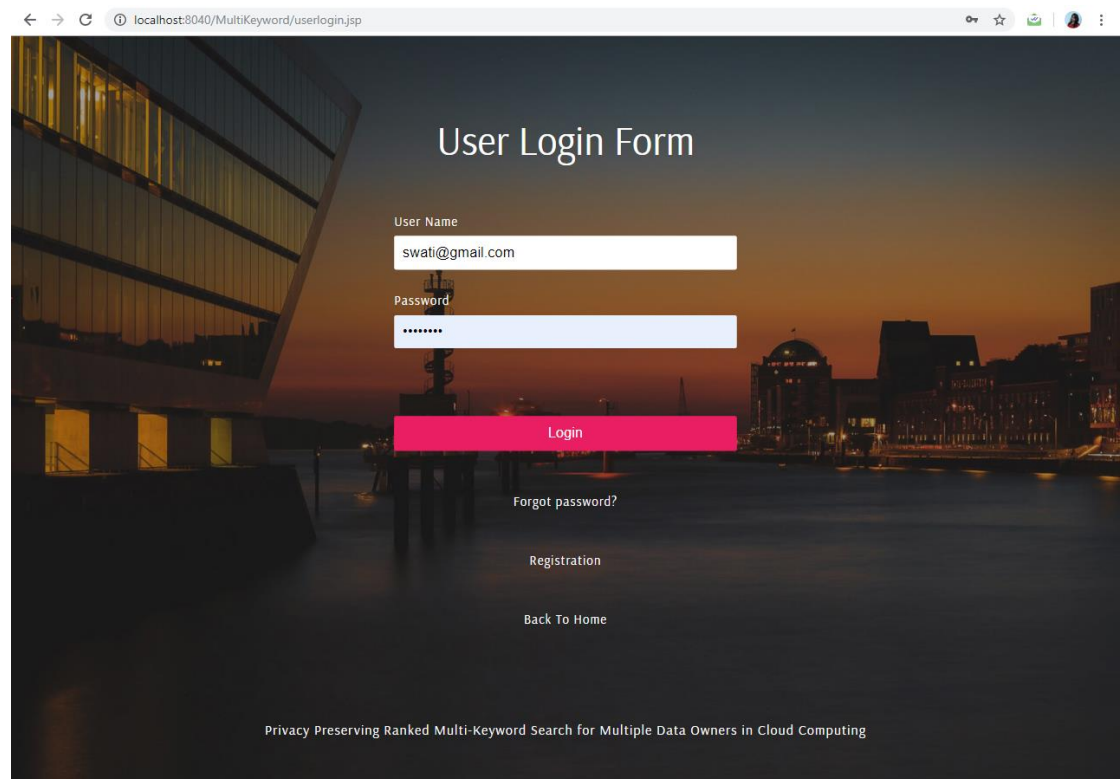 localhost:8040/MultiKeyword/userlogin.jsp
User Login Form
User Name
swati@gmail.com
Password
••••••••
Login
Forgot password?
Registration
Back To Home
Privacy Preserving Ranked Multi-Keyword Search for Multiple Data Owners in Cloud Computing